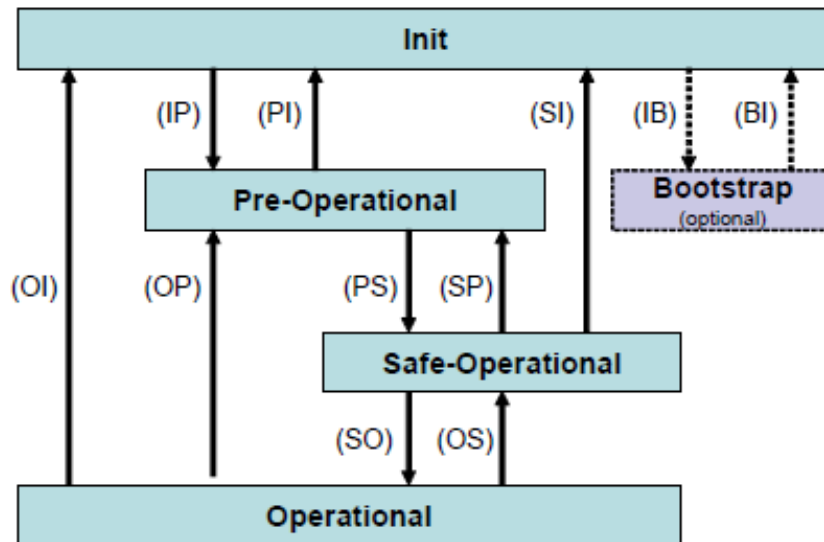 Init
(IP) (PI) (SI) (IB) (BI)
Pre-Operational
Bootstrap
(optional)
(OI) (OP) (PS) (SP)
Safe-Operational
(SO) (OS)
Operational